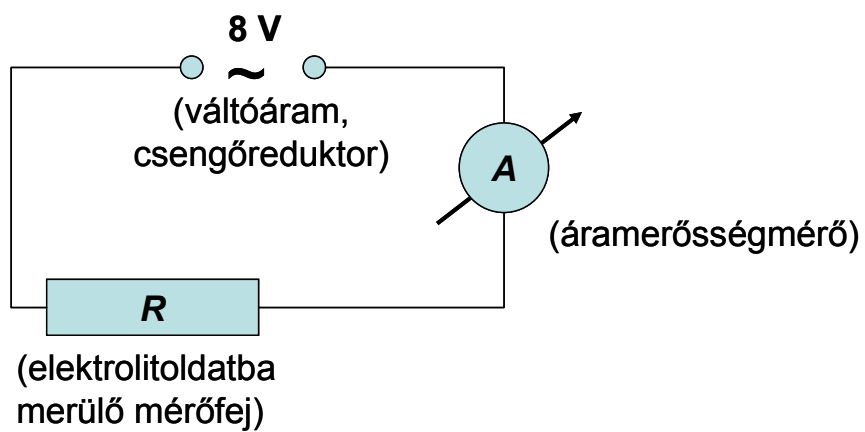 8 V
~
(váltóáram,
csengőreduktor)
A
(áramerősségmérő)
R
(elektrolitoldatba
merülő mérőfej)